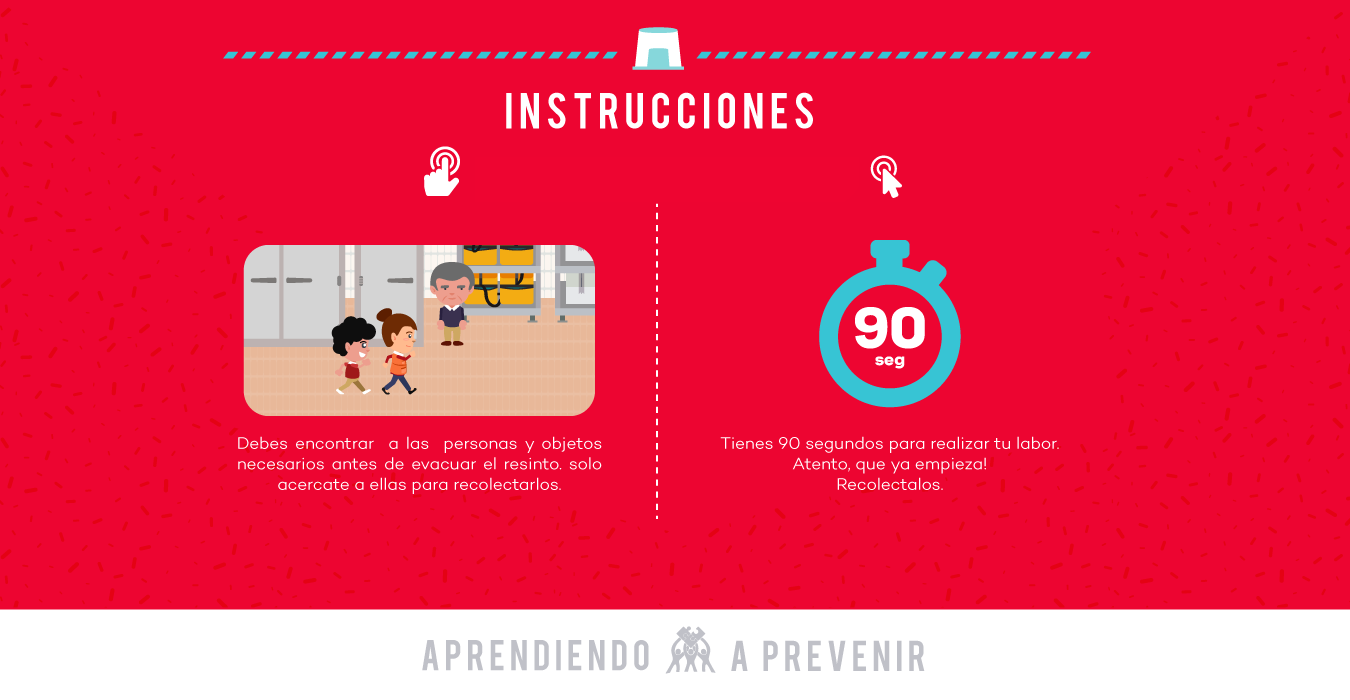 INSTRUCCIONES
Debes encontrar a las personas y objetos
necesarios antes de evacuar el resinto. solo
acercate a ellas para recolectarlos.
90
seg
Tienes 90 segundos para realizar tu labor.
Atento, que ya empieza!
Recolectalos.
APRENDIENDO A PREVENIR